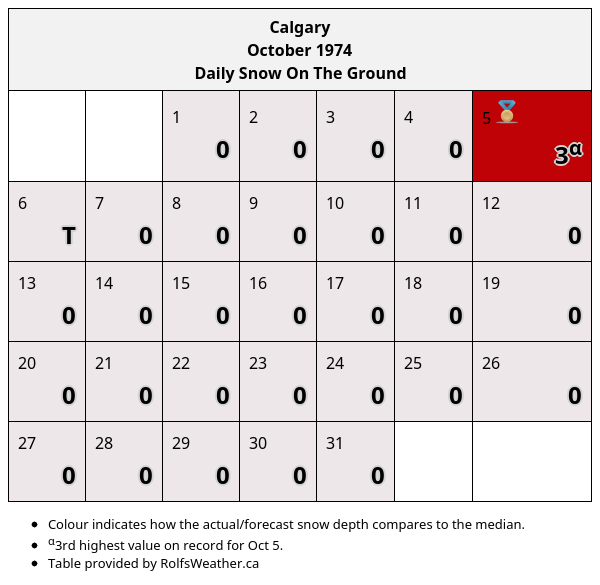 Calgary
October 1974
Daily Snow On The Ground
1 2 3 4 5
0 0 0 0 3α
6 7 8 9 10 11 12
T 0 0 0 0 0 0
13 14 15 16 17 18 19
0 0 0 0 0 0 0
20 21 22 23 24 25 26
0 0 0 0 0 0 0
27 28 29 30 31
0 0 0 0 0
Colour indicates how the actual/forecast snow depth compares to the median.
α3rd highest value on record for Oct 5.
Table provided by RolfsWeather.ca